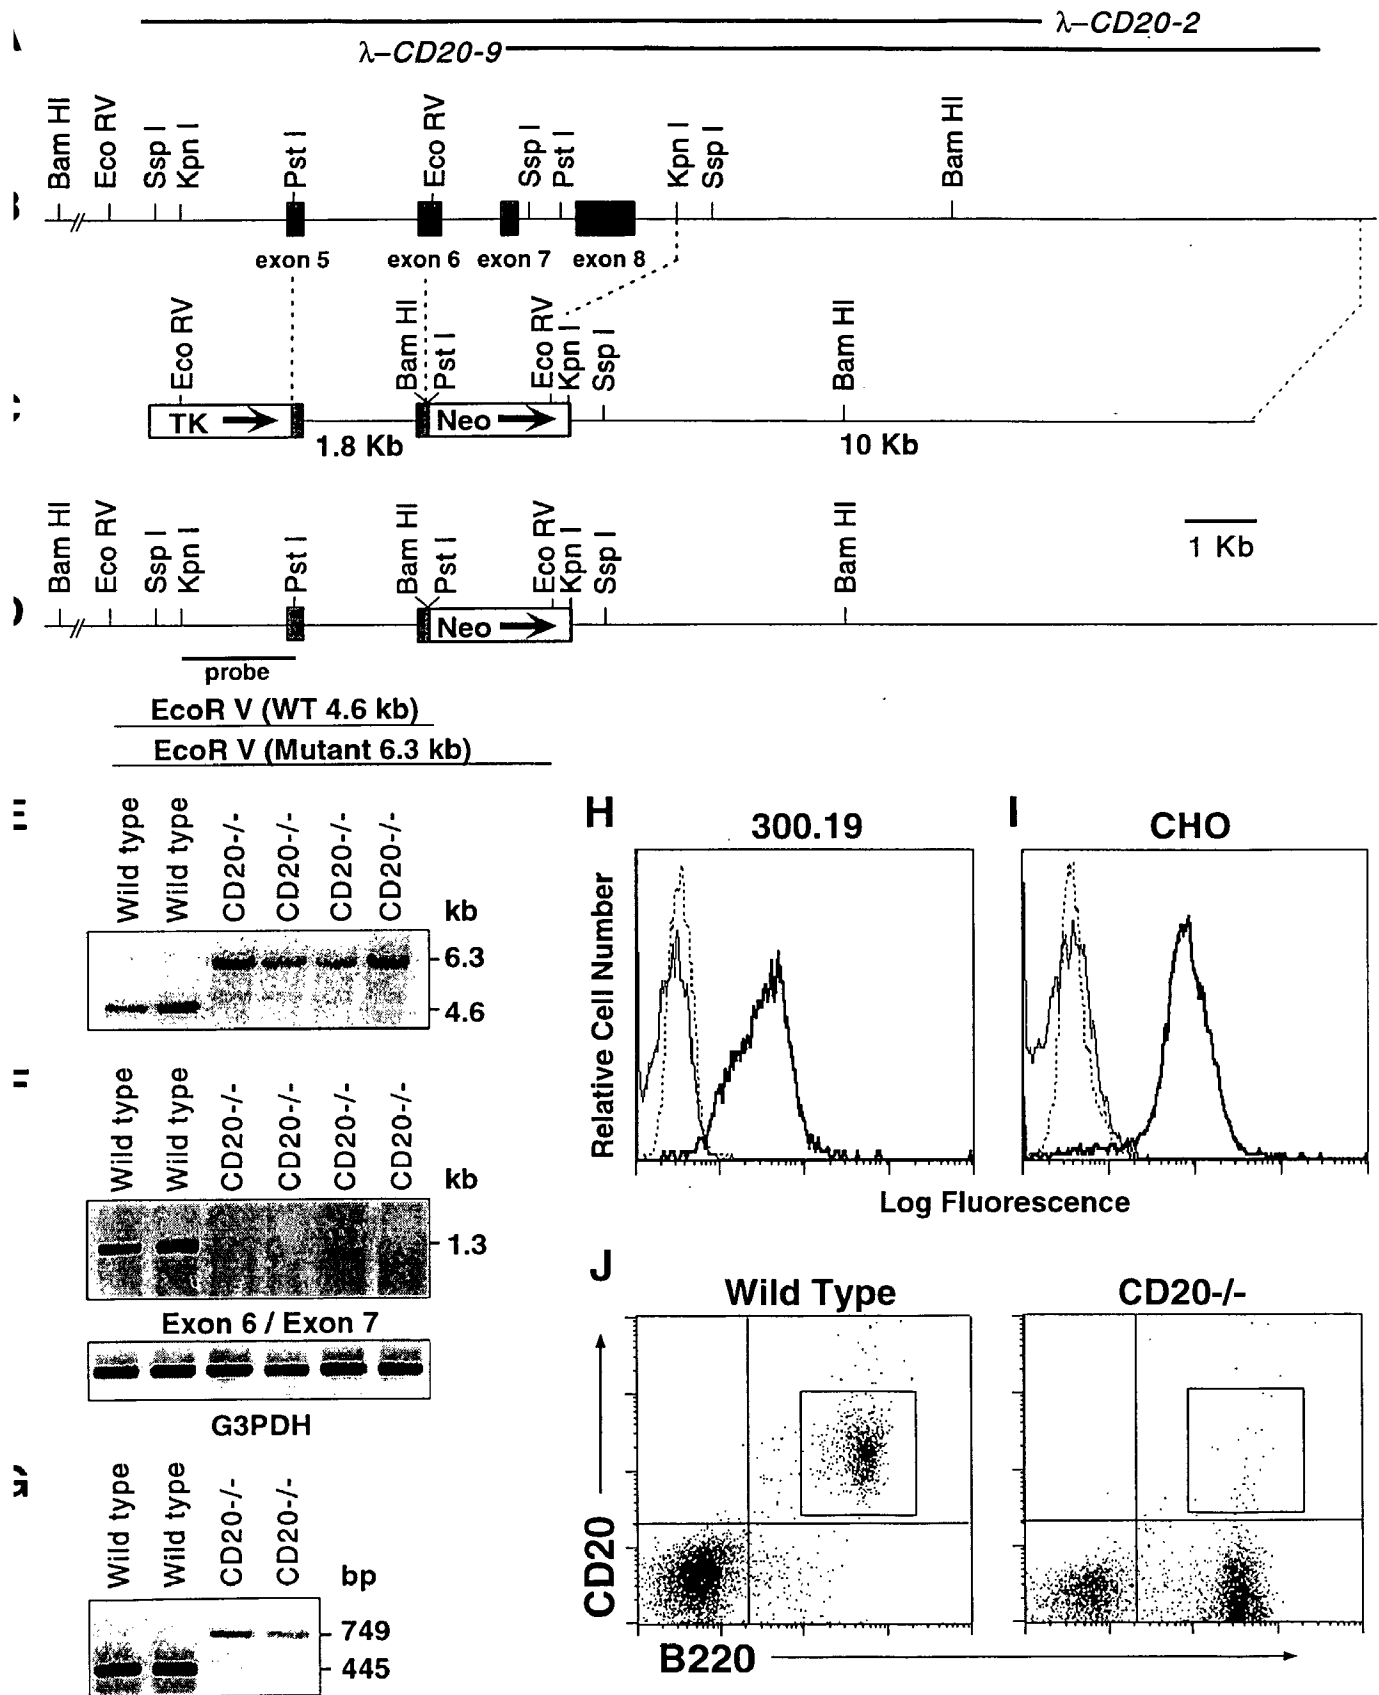 λ–CD20-2
λ–CD20-9
Bam HI Eco RV Ssp I Kpn I Pst I Eco RV Ssp I Pst I Kpn I Ssp I Bam HI
exon 5 exon 6 exon 7 exon 8
Eco RV Bam HI Pst I Eco RV Kpn I Ssp I Bam HI
TK Neo
1.8 Kb 10 Kb
Bam HI Eco RV Ssp I Kpn I Pst I Bam HI Pst I Eco RV Kpn I Ssp I Bam HI
1 Kb
Neo
probe
EcoR V (WT 4.6 kb)
EcoR V (Mutant 6.3 kb)
Wild type Wild type CD20-/- CD20-/- CD20-/- CD20-/-
kb
6.3
4.6
Wild type Wild type CD20-/- CD20-/- CD20-/- CD20-/-
kb
1.3
Exon 6 / Exon 7
G3PDH
Wild type Wild type CD20-/- CD20-/-
bp
749
445
H
300.19
I
CHO
Relative Cell Number
Log Fluorescence
J
Wild Type
CD20-/-
CD20
B220